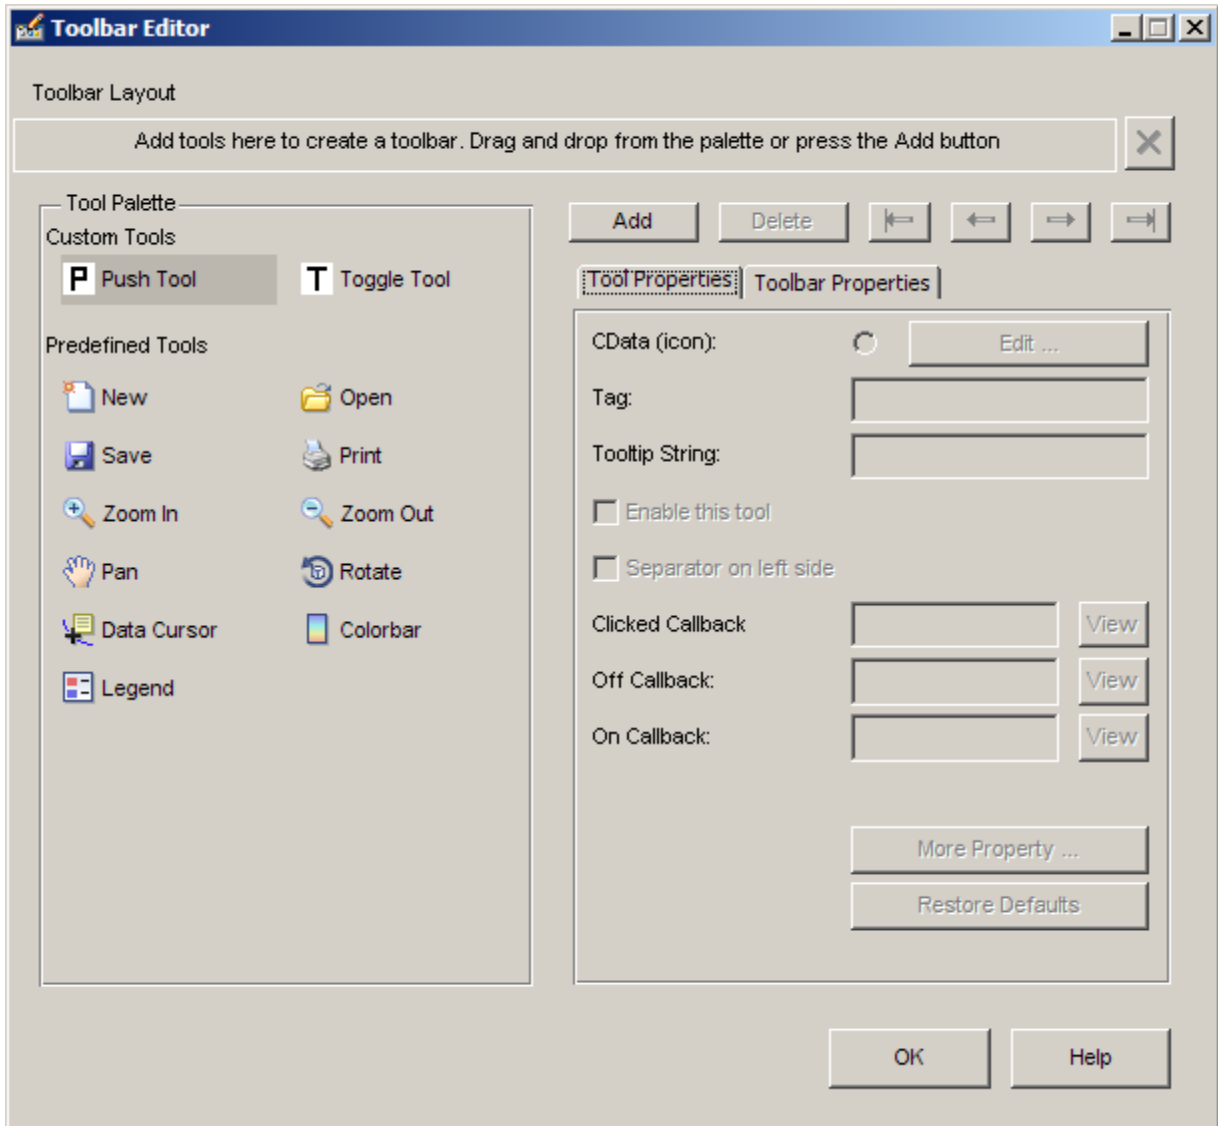 Toolbar Editor
Toolbar Layout
Add tools here to create a toolbar. Drag and drop from the palette or press the Add button
Tool Palette
Custom Tools
P Push Tool
T Toggle Tool
Predefined Tools
New
Open
Save
Print
Zoom In
Zoom Out
Pan
Rotate
Data Cursor
Colorbar
Legend
Add
Delete
Tool Properties
Toolbar Properties
CData (icon):
Edit ...
Tag:
Tooltip String:
Enable this tool
Separator on left side
Clicked Callback
View
Off Callback:
View
On Callback:
View
More Property ...
Restore Defaults
OK
Help